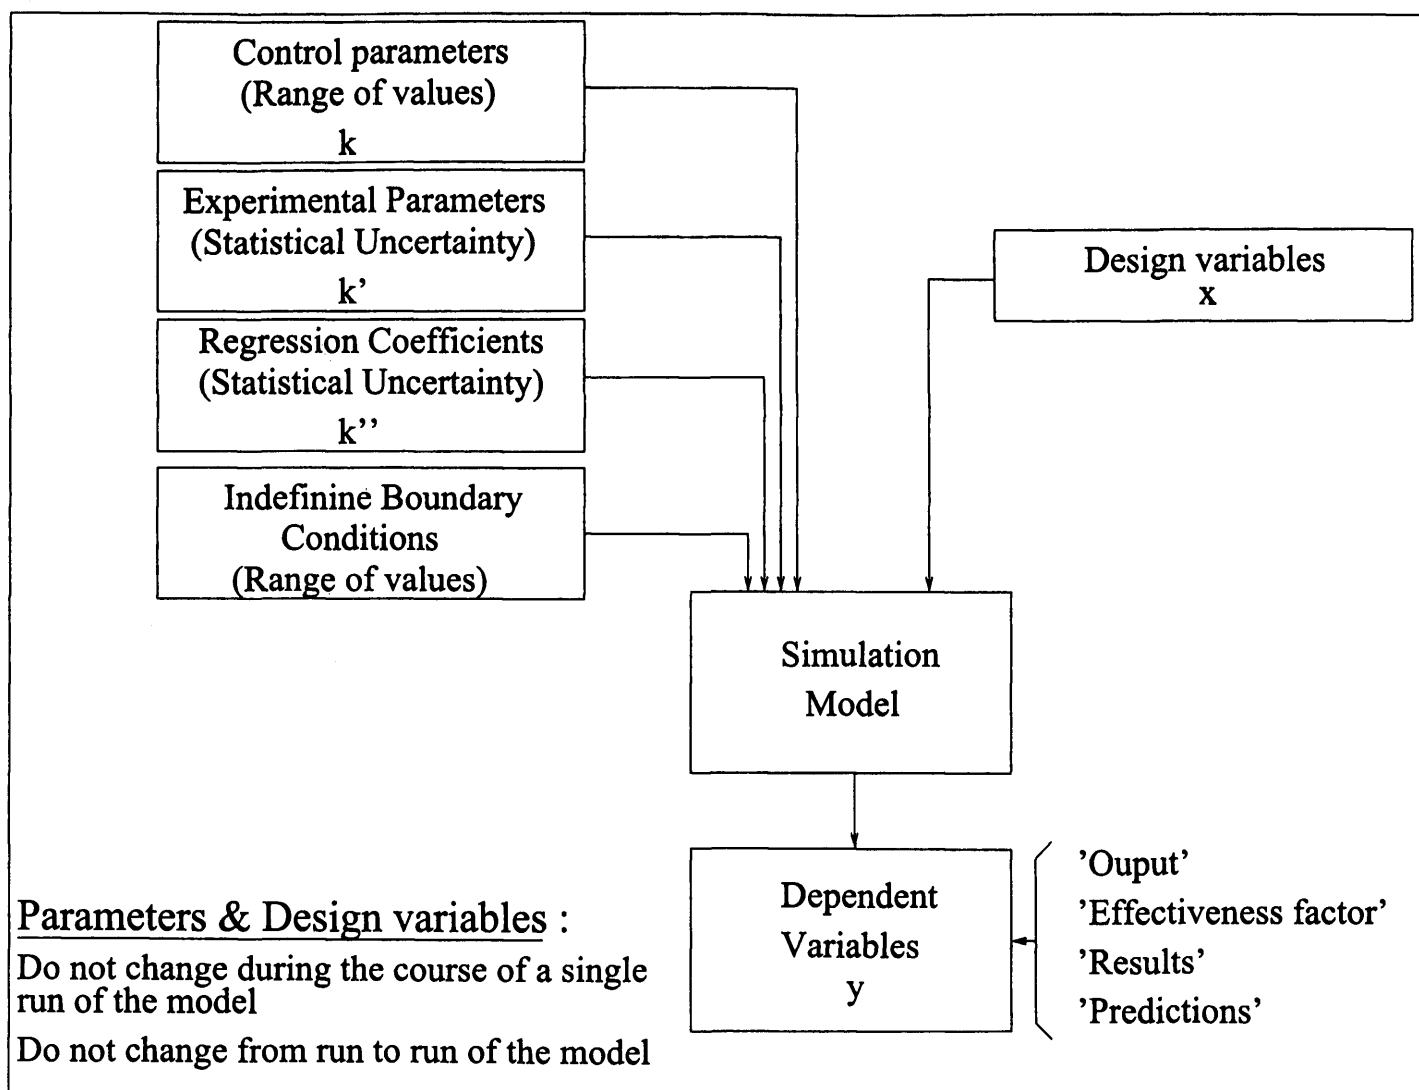 Control parameters
(Range of values)
k
Experimental Parameters
(Statistical Uncertainty)
k’
Regression Coefficients
(Statistical Uncertainty)
k’’
Indefinine Boundary
Conditions
(Range of values)
Design variables
x
Simulation
Model
Dependent
Variables
y
’Ouput’
’Effectiveness factor’
’Results’
’Predictions’
Parameters & Design variables :
Do not change during the course of a single
run of the model
Do not change from run to run of the model